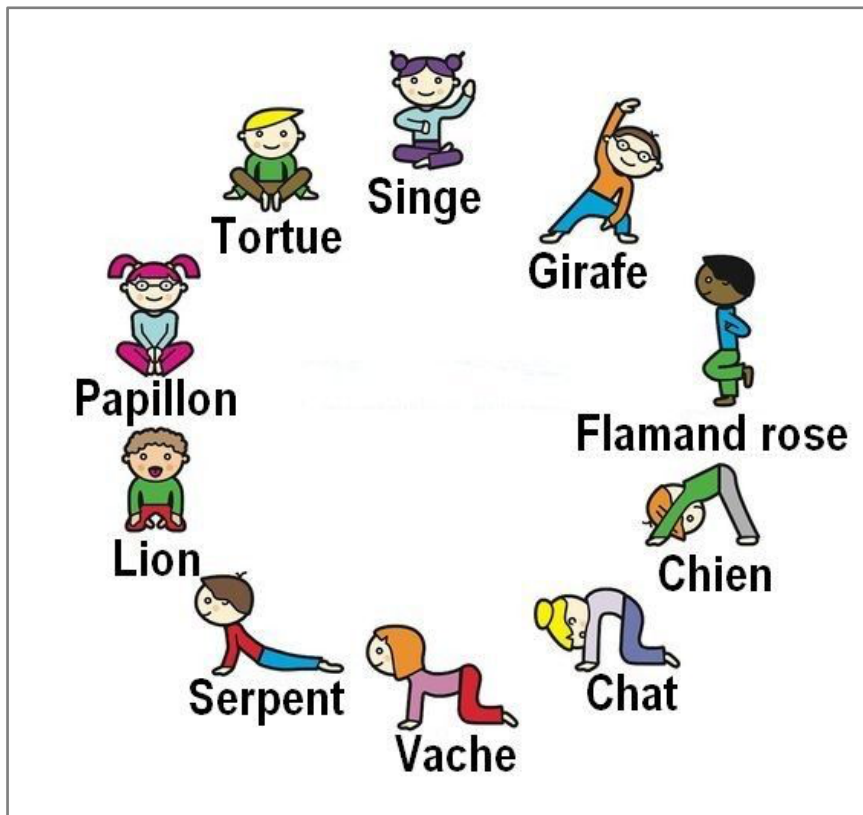 Singe
Tortue
Girafe
Papillon
Flamand rose
Lion
Chien
Serpent
Chat
Vache